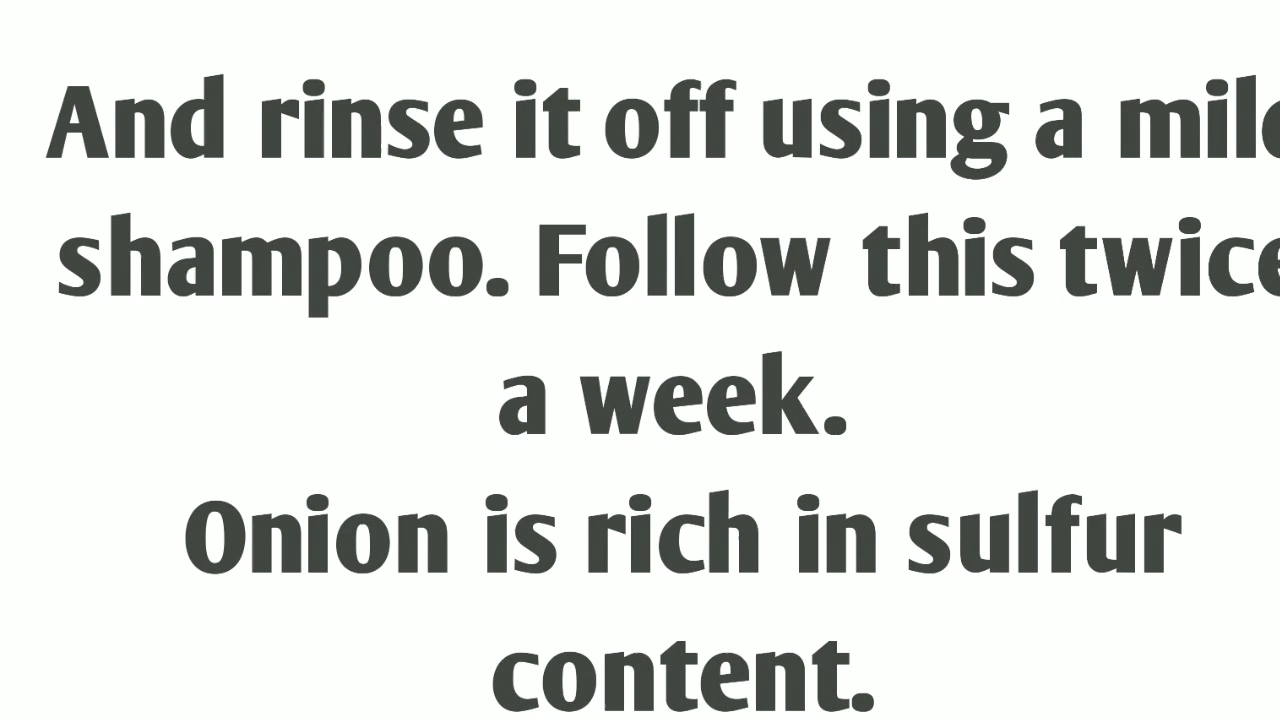 And rinse it off using a mild
shampoo. Follow this twice
a week.
Onion is rich in sulfur
content.